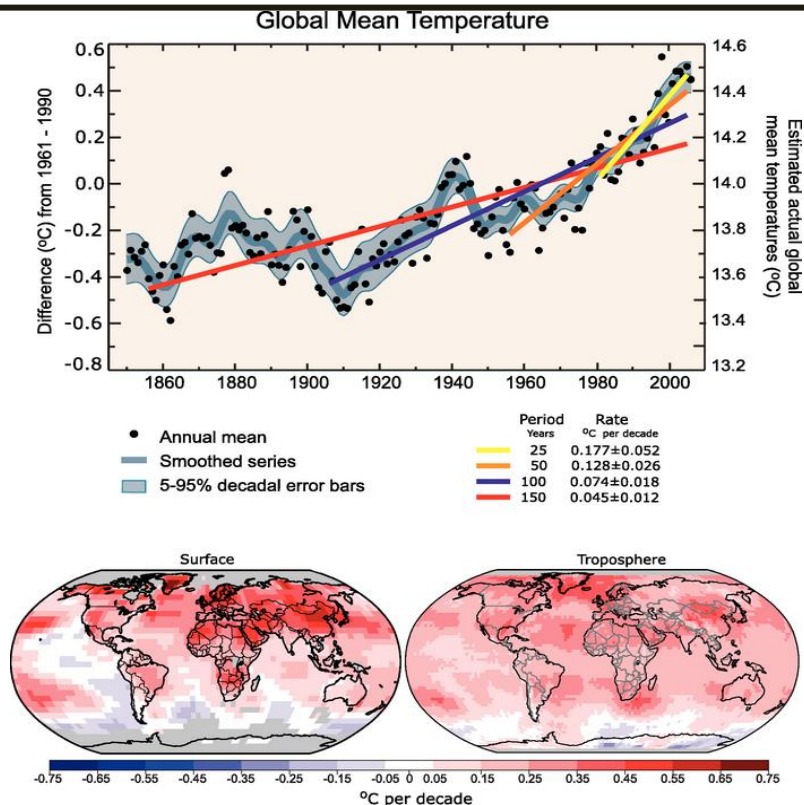 Global Mean Temperature
Difference (ºC) from 1961 - 1990
0.6
0.4
0.2
0.0
-0.2
-0.4
-0.6
-0.8
14.6
14.4
14.2
14.0
13.8
13.6
13.4
13.2
Estimated actual global
mean temperatures (ºC)
1860 1880 1900 1920 1940 1960 1980 2000
Annual mean
Smoothed series
5-95% decadal error bars
Period Rate
Years ºC per decade
25 0.177±0.052
50 0.128±0.026
100 0.074±0.018
150 0.045±0.012
Surface
Troposphere
-0.75 -0.65 -0.55 -0.45 -0.35 -0.25 -0.15 -0.05 0 0.05 0.15 0.25 0.35 0.45 0.55 0.65 0.75
ºC per decade